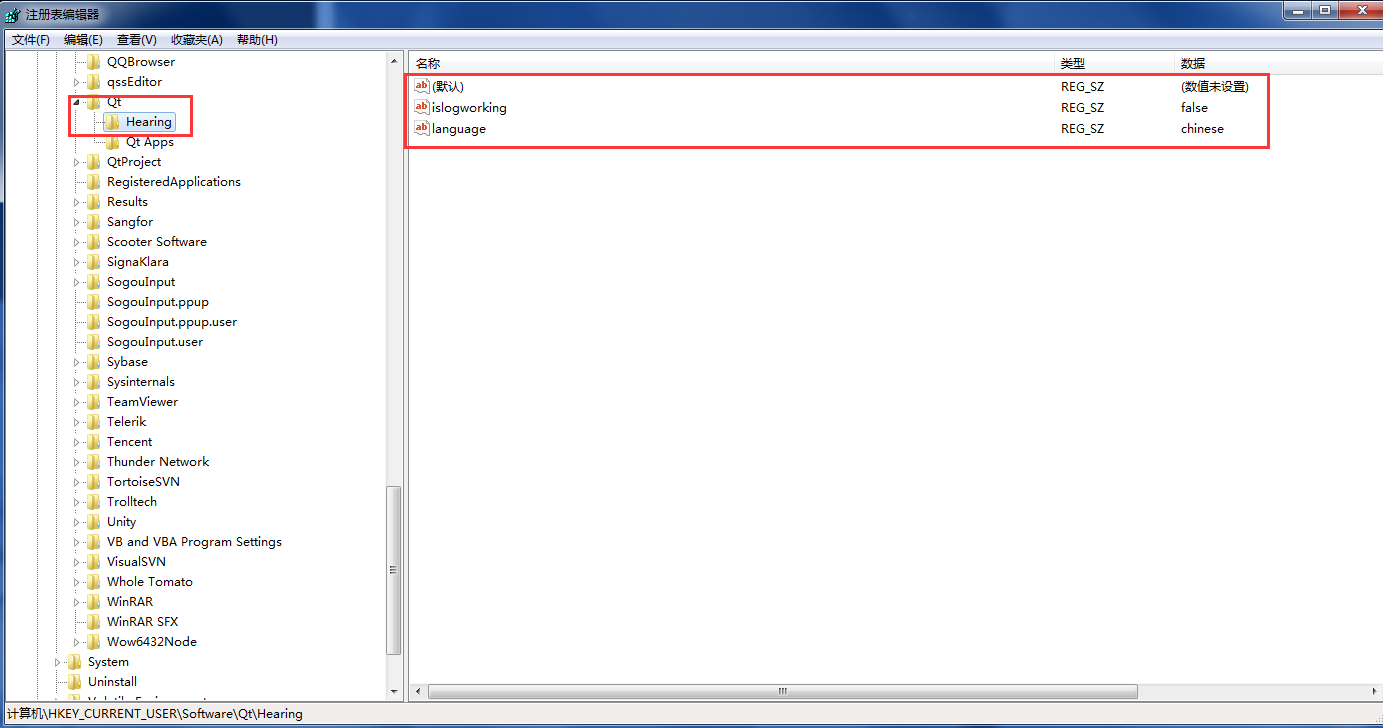 注册表编辑器
文件(F) 编辑(E) 查看(V) 收藏夹(A) 帮助(H)
QQBrowser
qssEditor
Qt
Hearing
Qt Apps
QtProject
RegisteredApplications
Results
Sangfor
Scooter Software
SignaKlara
SogouInput
SogouInput.ppup
SogouInput.ppup.user
SogouInput.user
Sybase
Sysinternals
TeamViewer
Telerik
Tencent
Thunder Network
TortoiseSVN
Trolltech
Unity
VB and VBA Program Settings
VisualSVN
Whole Tomato
WinRAR
WinRAR SFX
Wow6432Node
System
Uninstall
名称 类型 数据
(默认) REG_SZ (数值未设置)
islogworking REG_SZ false
language REG_SZ chinese
计算机\HKEY_CURRENT_USER\Software\Qt\Hearing